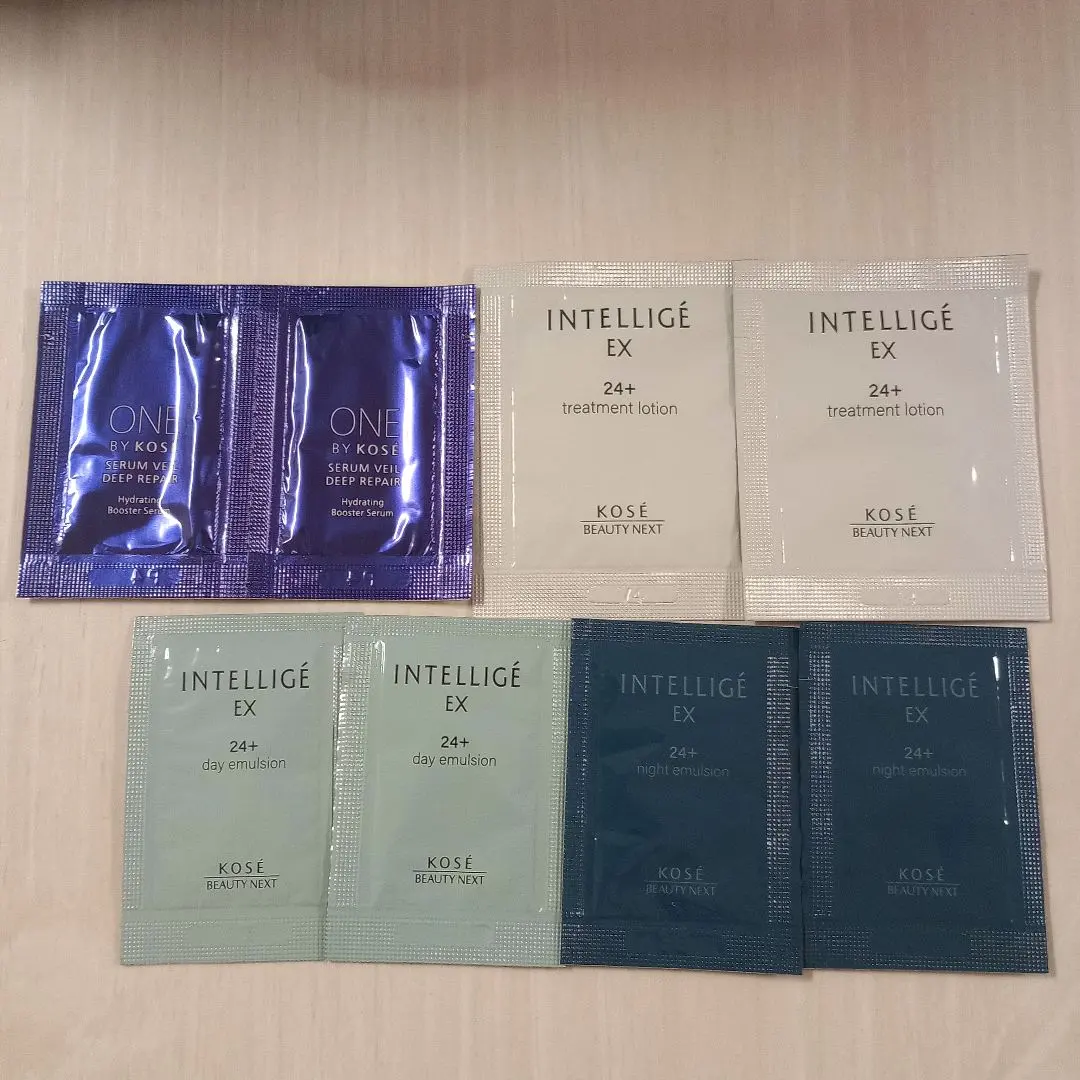 ONE
BY KOSÉ
SERUM VEIL
DEEP REPAIR
Hydrating
Booster Serum
ONE
BY KOSÉ
SERUM VEIL
DEEP REPAIR
Hydrating
Booster Serum
INTELLIGÉ
EX
24+
treatment lotion
KOSÉ
BEAUTY NEXT
INTELLIGÉ
EX
24+
treatment lotion
KOSÉ
BEAUTY NEXT
INTELLIGÉ
EX
24+
day emulsion
KOSÉ
BEAUTY NEXT
INTELLIGÉ
EX
24+
day emulsion
KOSÉ
BEAUTY NEXT
INTELLIGÉ
EX
24+
night emulsion
KOSÉ
BEAUTY NEXT
INTELLIGÉ
EX
24+
night emulsion
KOSÉ
BEAUTY NEXT